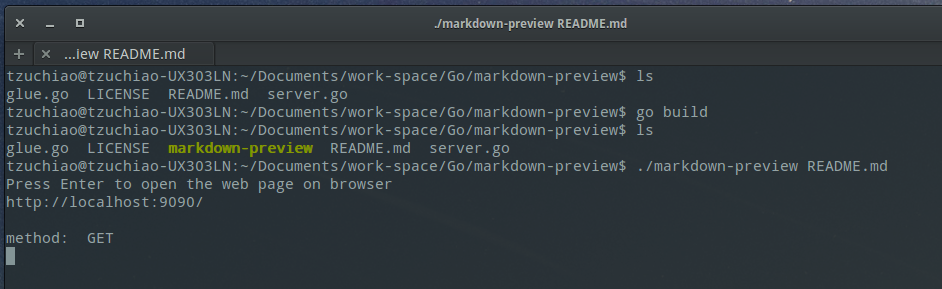 ./markdown-preview README.md
...iew README.md
tzuchiao@tzuchiao-UX303LN:~/Documents/work-space/Go/markdown-preview$ ls
glue.go  LICENSE  README.md  server.go
tzuchiao@tzuchiao-UX303LN:~/Documents/work-space/Go/markdown-preview$ go build
tzuchiao@tzuchiao-UX303LN:~/Documents/work-space/Go/markdown-preview$ ls
glue.go  LICENSE  markdown-preview  README.md  server.go
tzuchiao@tzuchiao-UX303LN:~/Documents/work-space/Go/markdown-preview$ ./markdown-preview README.md
Press Enter to open the web page on browser
http://localhost:9090/
method:  GET